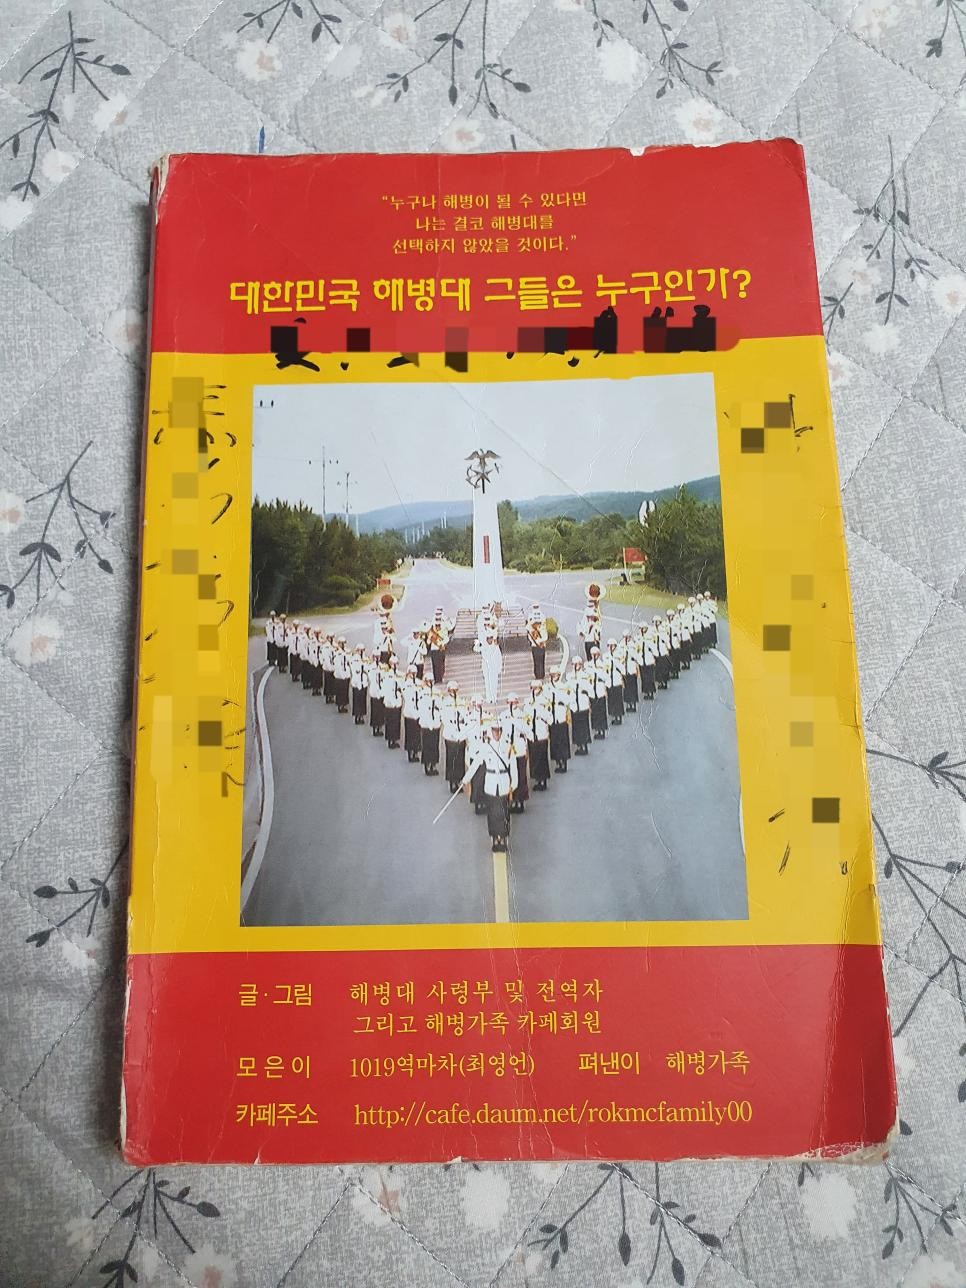 “누구나 해병이 될 수 있다면
나는 결코 해병대를
선택하지 않았을 것이다.”
대한민국 해병대 그들은 누구인가?
글·그림 해병대 사령부 및 전역자
그리고 해병가족 카페회원
모은이 1019역마차(최영언) 펴낸이 해병가족
카페주소 http://cafe.daum.net/rokmcfamily00